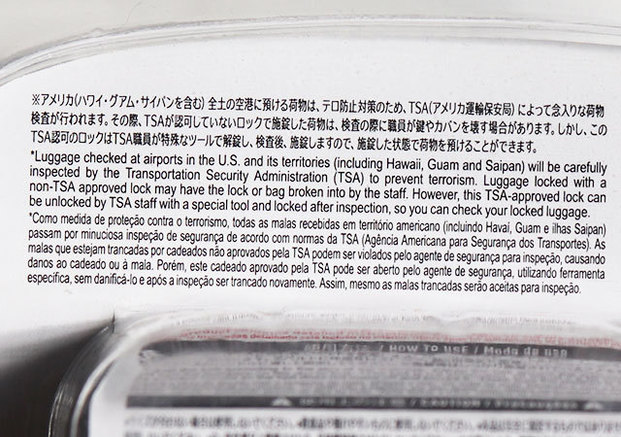 ※アメリカ(ハワイ・グアム・サイパンを含む)全土の空港に預ける荷物は、テロ防止対策のため、TSA(アメリカ運輸保安局)によって念入りな荷物
検査が行われます。その際、TSAが認可していないロックで施錠した荷物は、検査の際に職員が鍵やカバンを壊す場合があります。しかし、この
TSA認可のロックはTSA職員が特殊なツールで解錠し、検査後、施錠しますので、施錠した状態で荷物を預けることができます。
*Luggage checked at airports in the U.S. and its territories (including Hawaii, Guam and Saipan) will be carefully
inspected by the Transportation Security Administration (TSA) to prevent terrorism. Luggage locked with a
non-TSA approved lock may have the lock or bag broken into by the staff. However, this TSA-approved lock can
be unlocked by TSA staff with a special tool and locked after inspection, so you can check your locked luggage.
*Como medida de proteção contra o terrorismo, todas as malas recebidas em território americano (incluindo Havaí, Guam e ilhas Saipan)
passam por minuciosa inspeção de segurança de acordo com normas da TSA (Agência Americana para Segurança dos Transportes). As
malas que estejam trancadas por cadeados não aprovados pela TSA podem ser violados pelo agente de segurança para inspeção, causando
danos ao cadeado ou à mala. Porém, este cadeado aprovado pela TSA pode ser aberto pelo agente de segurança, utilizando ferramenta
específica, sem danificá-lo e após a inspeção ser trancado novamente. Assim, mesmo as malas trancadas serão aceitas para inspeção.
/ HOW TO USE / Modo de usar